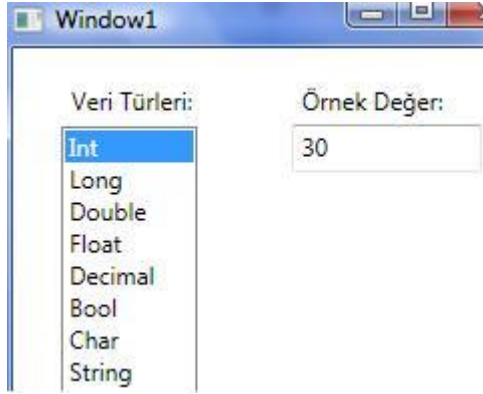 Window1
Veri Türleri:
Örnek Değer:
Int
30
Long
Double
Float
Decimal
Bool
Char
String